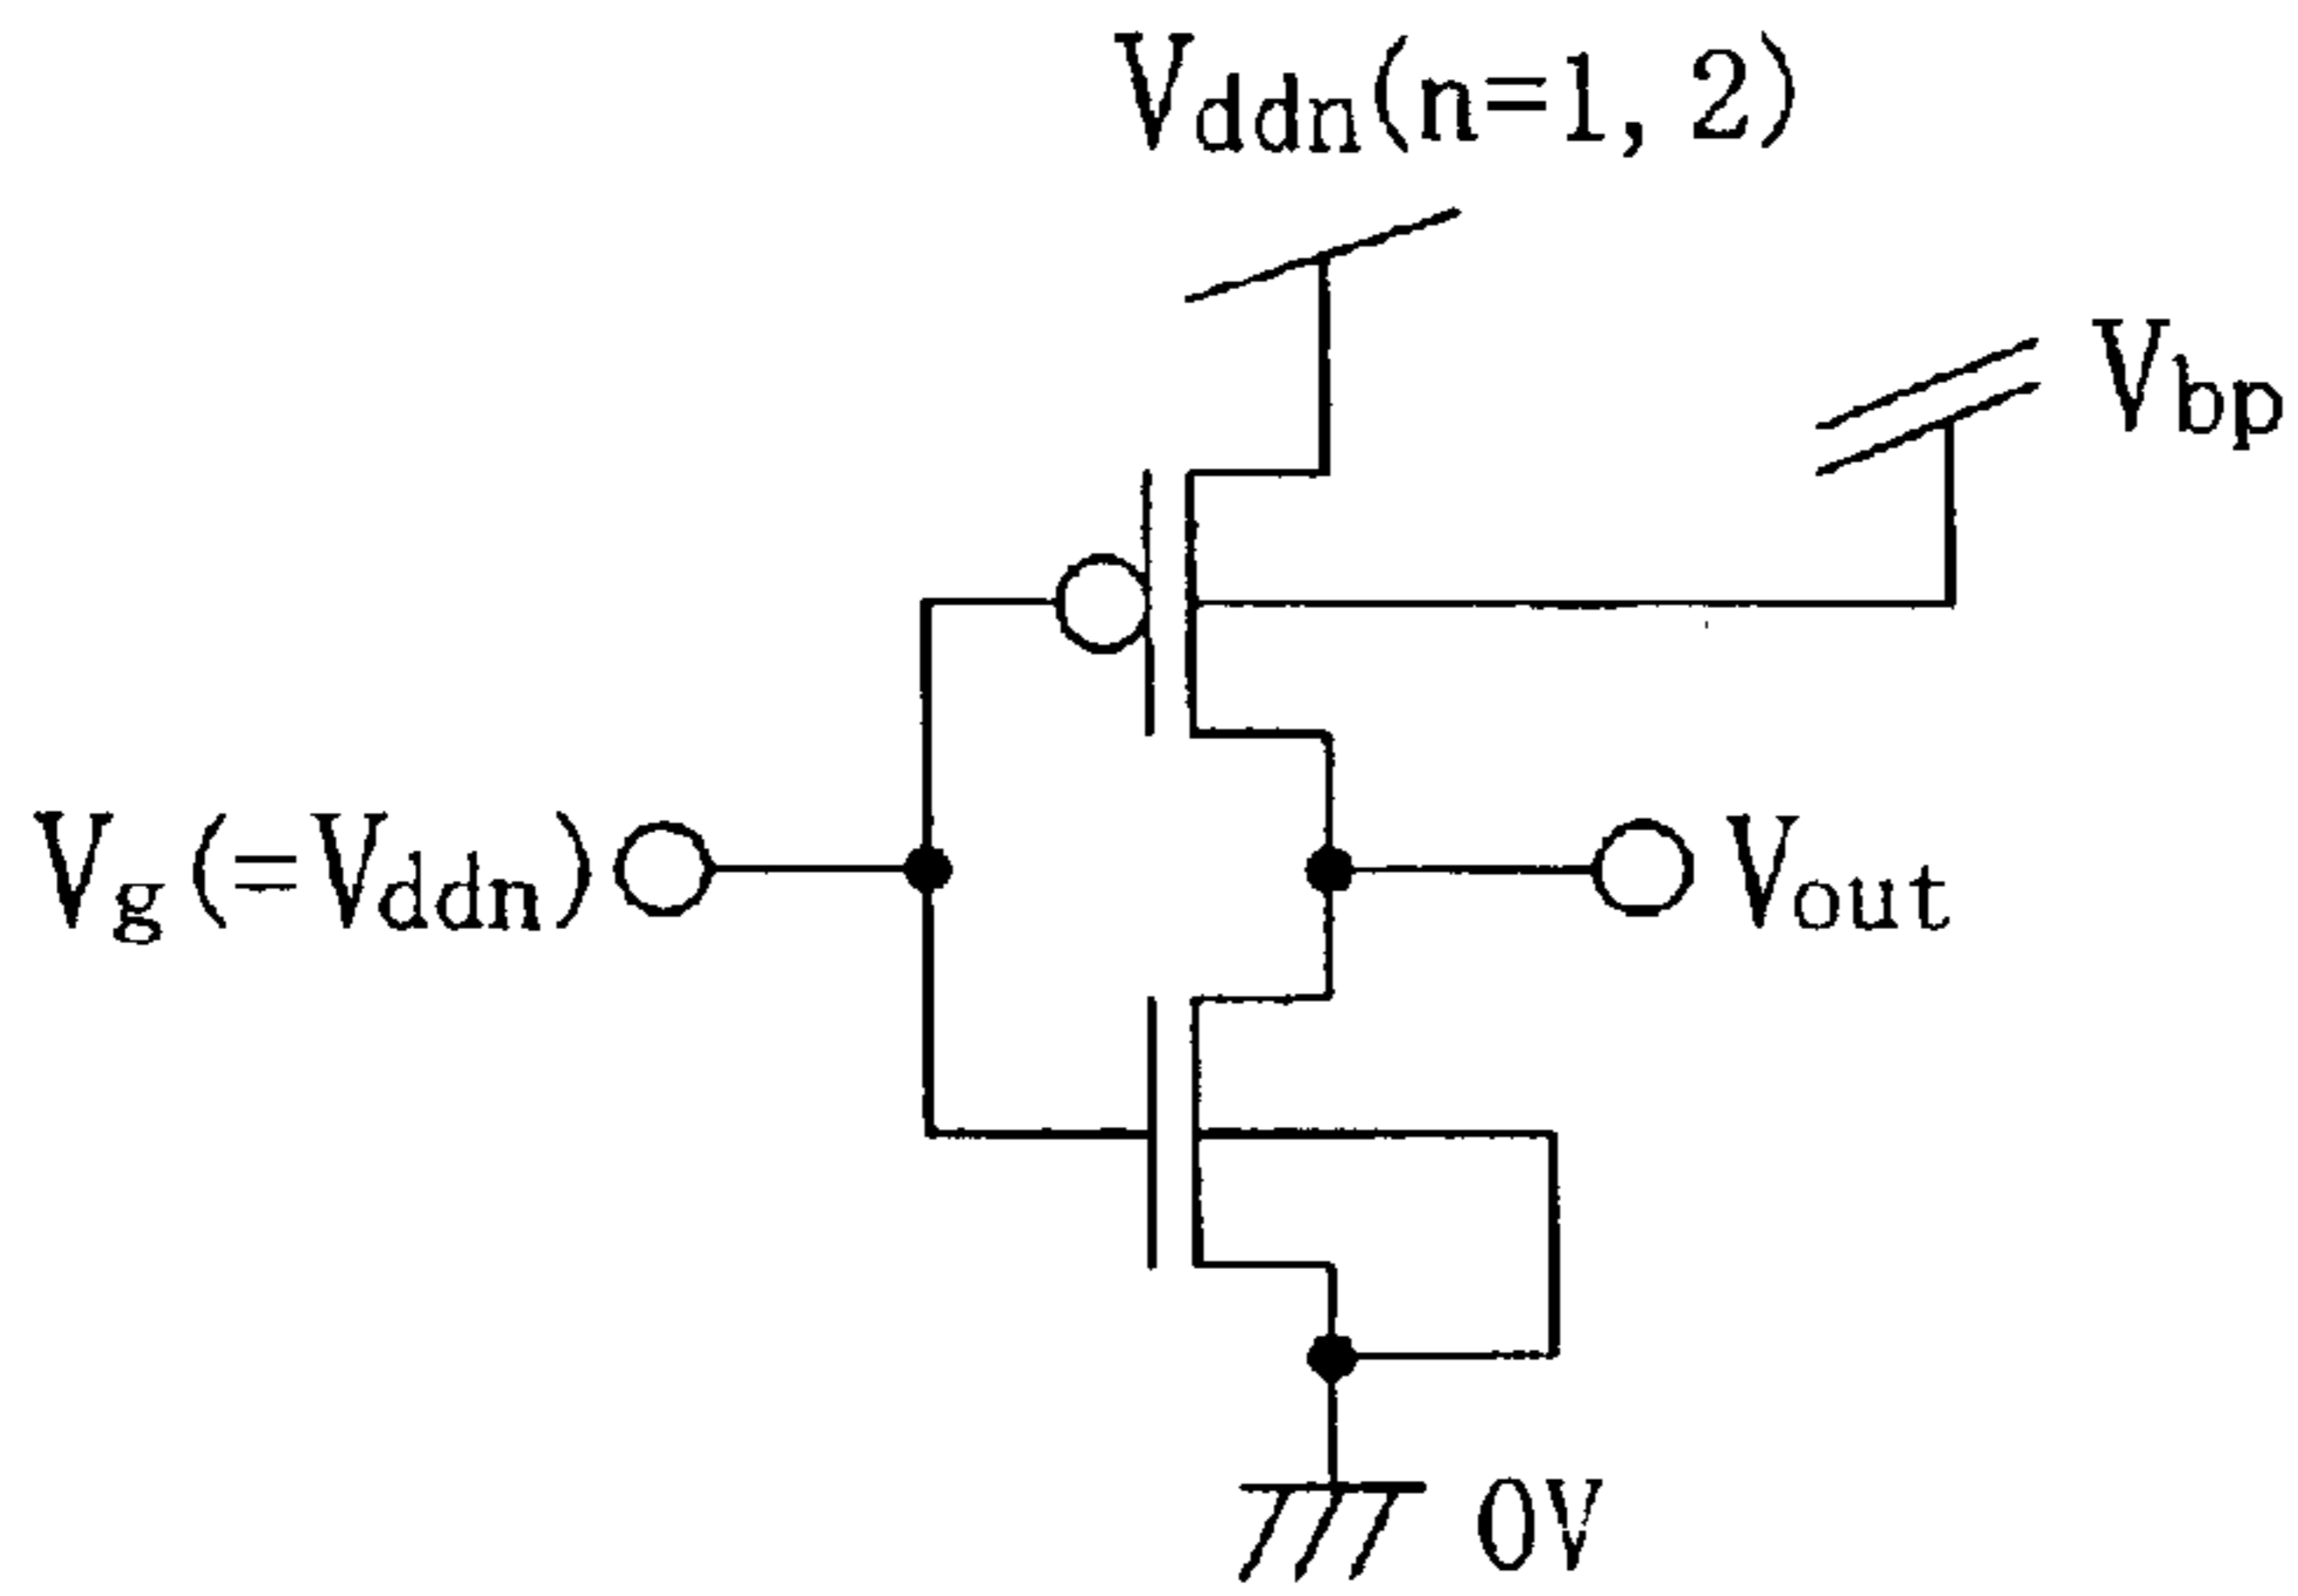 Vddn(n=1, 2)
Vbp
Vg(=Vddn)
Vout
0V